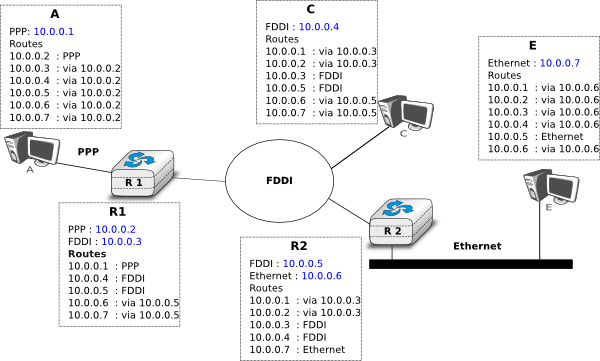 A
PPP: 10.0.0.1
Routes
10.0.0.2 : PPP
10.0.0.3 : via 10.0.0.2
10.0.0.4 : via 10.0.0.2
10.0.0.5 : via 10.0.0.2
10.0.0.6 : via 10.0.0.2
10.0.0.7 : via 10.0.0.2
C
FDDI : 10.0.0.4
Routes
10.0.0.1 : via 10.0.0.3
10.0.0.2 : via 10.0.0.3
10.0.0.3 : FDDI
10.0.0.5 : FDDI
10.0.0.6 : via 10.0.0.5
10.0.0.7 : via 10.0.0.5
E
Ethernet : 10.0.0.7
Routes
10.0.0.1 : via 10.0.0.6
10.0.0.2 : via 10.0.0.6
10.0.0.3 : via 10.0.0.6
10.0.0.4 : via 10.0.0.6
10.0.0.5 : Ethernet
10.0.0.6 : via 10.0.0.6
A
PPP
R 1
FDDI
C
R 2
E
Ethernet
R1
PPP : 10.0.0.2
FDDI : 10.0.0.3
Routes
10.0.0.1 : PPP
10.0.0.4 : FDDI
10.0.0.5 : FDDI
10.0.0.6 : via 10.0.0.5
10.0.0.7 : via 10.0.0.5
R2
FDDI : 10.0.0.5
Ethernet : 10.0.0.6
Routes
10.0.0.1 : via 10.0.0.3
10.0.0.2 : via 10.0.0.3
10.0.0.3 : FDDI
10.0.0.4 : FDDI
10.0.0.7 : Ethernet